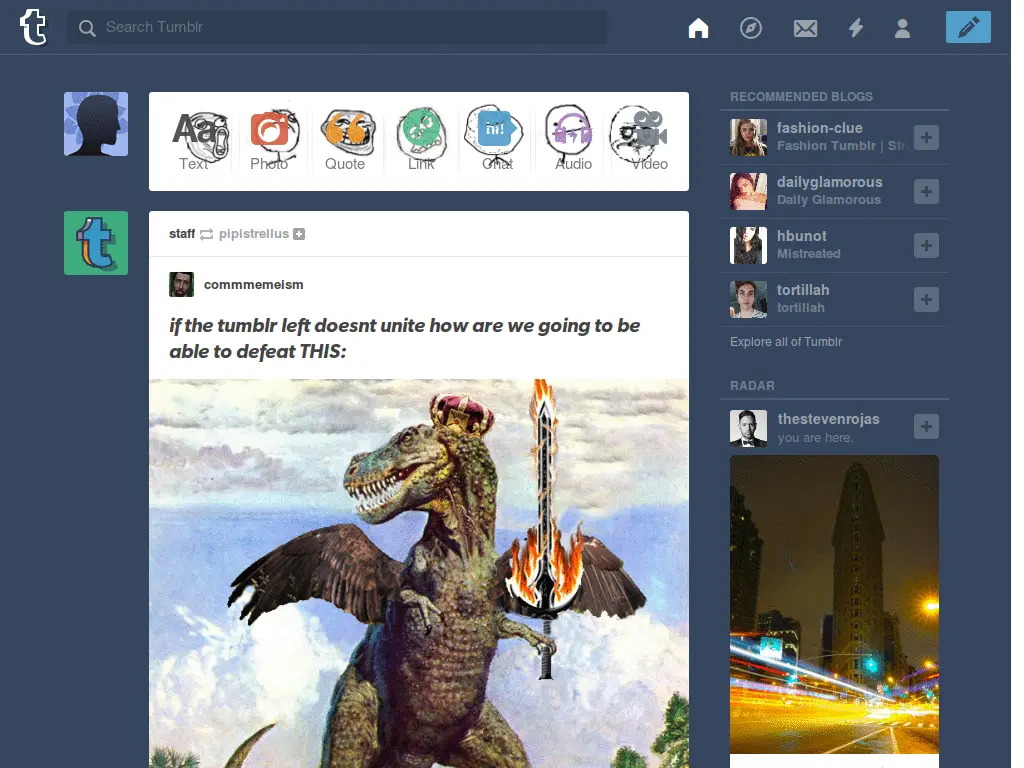 Search Tumblr
Aa
hi!
Text
Photo
Quote
Link
Chat
Audio
Video
staff pipistrellus
commmemeism
if the tumblr left doesnt unite how are we going to be
able to defeat THIS:
RECOMMENDED BLOGS
fashion-clue
Fashion Tumblr |
dailyglamorous
Daily Glamorous
hbunot
Mistreated
tortillah
tortillah
Explore all of Tumblr
RADAR
thestevenrojas
you are here.